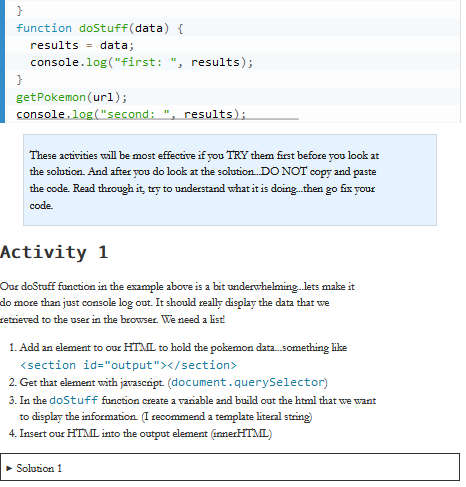 }
function doStuff(data) {
results = data;
console.log("first: ", results);
}
getPokemon(url);
console.log("second: ", results);
These activities will be most effective if you TRY them first before you look at
the solution. And after you do look at the solution...DO NOT copy and paste
the code. Read through it, try to understand what it is doing...then go fix your
code.
Activity 1
Our doStuff function in the example above is a bit underwhelming...lets make it
do more than just console log out. It should really display the data that we
retrieved to the user in the browser. We need a list!
1. Add an element to our HTML to hold the pokemon data...something like
<section id="output"></section>
2. Get that element with javascript. (document.querySelector)
3. In the doStuff function create a variable and build out the html that we want
to display the information. (I recommend a template literal string)
4. Insert our HTML into the output element (innerHTML)
▸ Solution 1